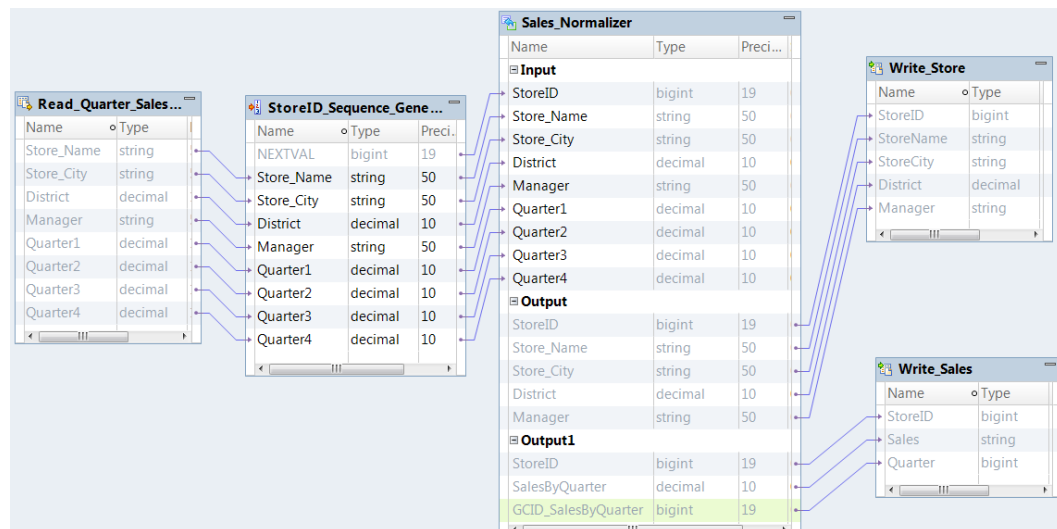 Read_Quarter_Sales...
Name Type
Store_Name string
Store_City string
District decimal
Manager string
Quarter1 decimal
Quarter2 decimal
Quarter3 decimal
Quarter4 decimal
StoreID_Sequence_Gene...
Name Type Preci.
NEXTVAL bigint 19
Store_Name string 50
Store_City string 50
District decimal 10
Manager string 50
Quarter1 decimal 10
Quarter2 decimal 10
Quarter3 decimal 10
Quarter4 decimal 10
Sales_Normalizer
Name Type Preci...
Input
StoreID bigint 19
Store_Name string 50
Store_City string 50
District decimal 10
Manager string 50
Quarter1 decimal 10
Quarter2 decimal 10
Quarter3 decimal 10
Quarter4 decimal 10
Output
StoreID bigint 19
Store_Name string 50
Store_City string 50
District decimal 10
Manager string 50
Output1
StoreID bigint 19
SalesByQuarter decimal 10
GCID_SalesByQuarter bigint 19
Write_Store
Name Type
StoreID bigint
StoreName string
StoreCity string
District decimal
Manager string
Write_Sales
Name Type
StoreID bigint
Sales string
Quarter bigint